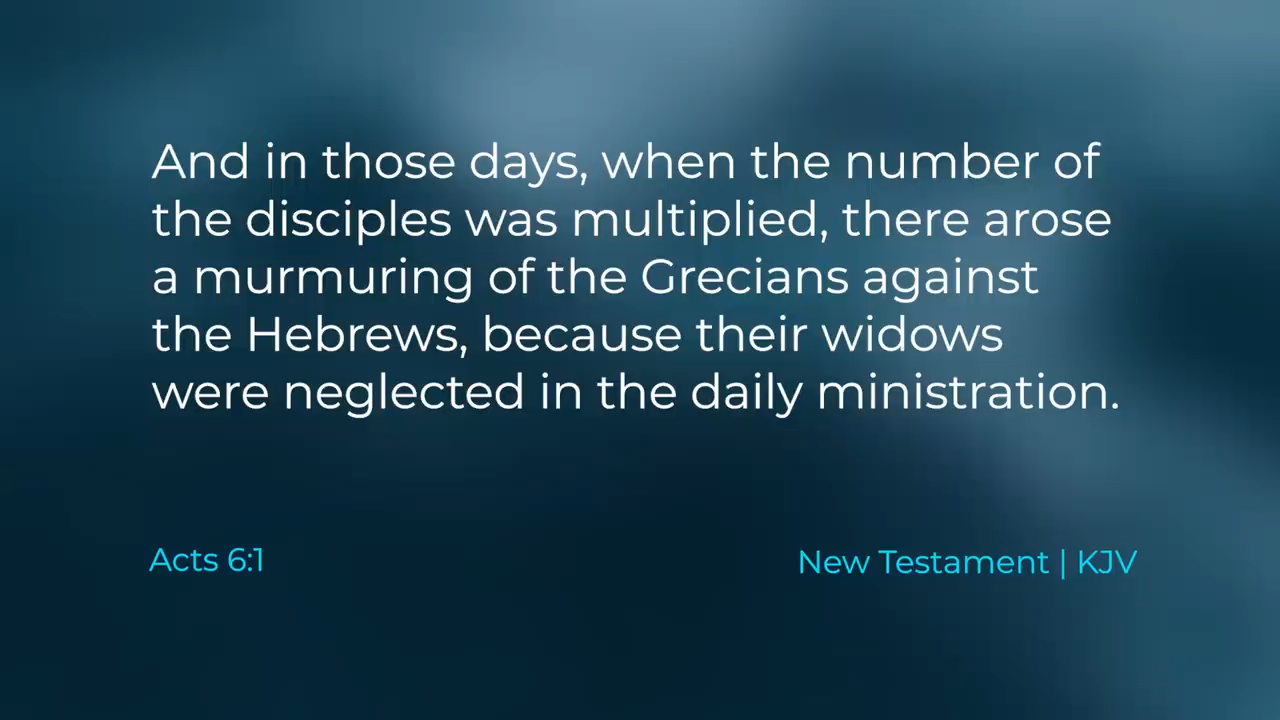 And in those days, when the number of
the disciples was multiplied, there arose
a murmuring of the Grecians against
the Hebrews, because their widows
were neglected in the daily ministration.
Acts 6:1
New Testament | KJV